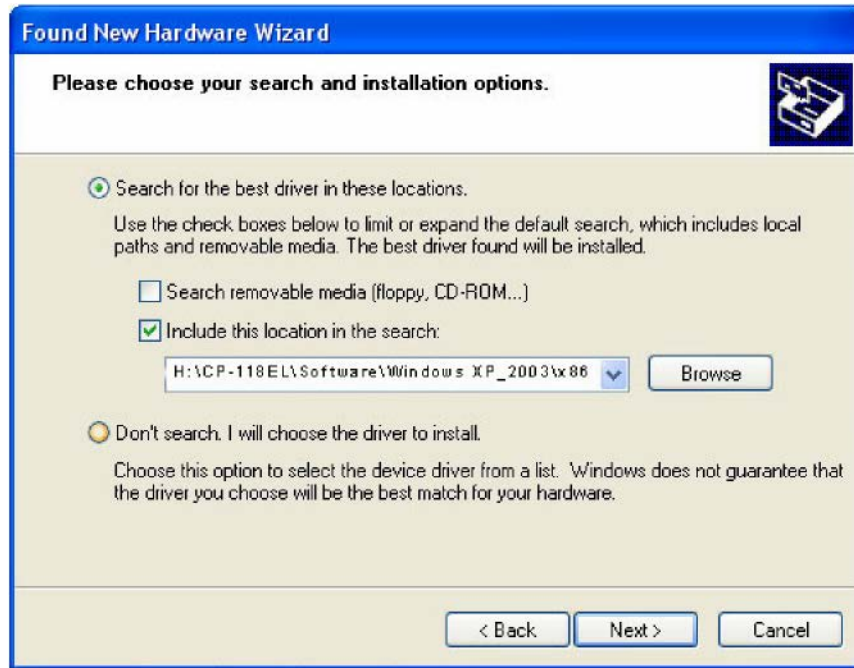 Found New Hardware Wizard
Please choose your search and installation options.
Search for the best driver in these locations.
Use the check boxes below to limit or expand the default search, which includes local
paths and removable media. The best driver found will be installed.
Search removable media (floppy, CD-ROM...)
Include this location in the search:
H:\CP-118EL\Software\Windows XP_2003\x86
Browse
Don't search. I will choose the driver to install.
Choose this option to select the device driver from a list.  Windows does not guarantee that
the driver you choose will be the best match for your hardware.
< Back
Next >
Cancel